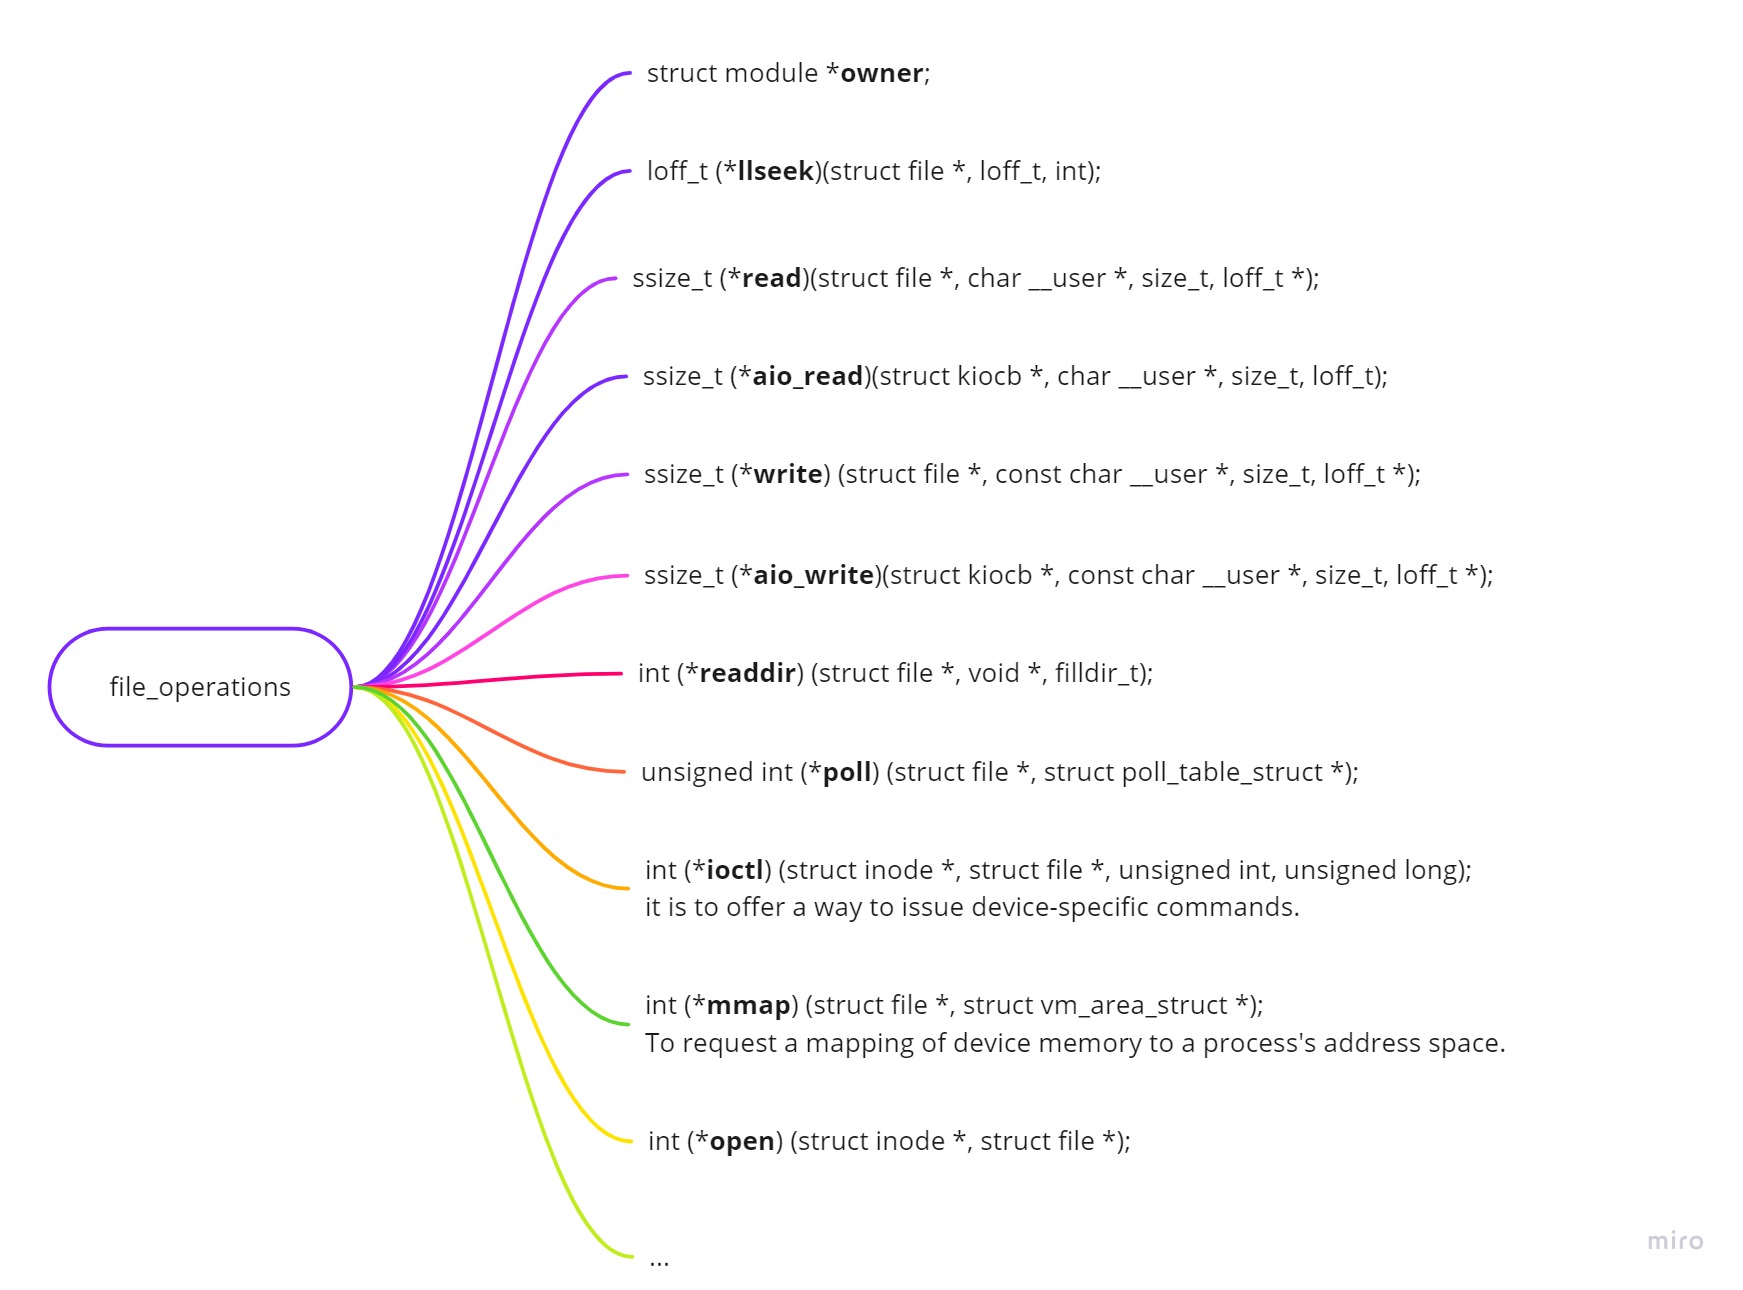 struct module *owner;
loff_t (*llseek)(struct file *, loff_t, int);
ssize_t (*read)(struct file *, char __user *, size_t, loff_t *);
ssize_t (*aio_read)(struct kiocb *, char __user *, size_t, loff_t);
ssize_t (*write) (struct file *, const char __user *, size_t, loff_t *);
ssize_t (*aio_write)(struct kiocb *, const char __user *, size_t, loff_t *);
int (*readdir) (struct file *, void *, filldir_t);
file_operations
unsigned int (*poll) (struct file *, struct poll_table_struct *);
int (*ioctl) (struct inode *, struct file *, unsigned int, unsigned long);
it is to offer a way to issue device-specific commands.
int (*mmap) (struct file *, struct vm_area_struct *);
To request a mapping of device memory to a process's address space.
int (*open) (struct inode *, struct file *);
...
miro